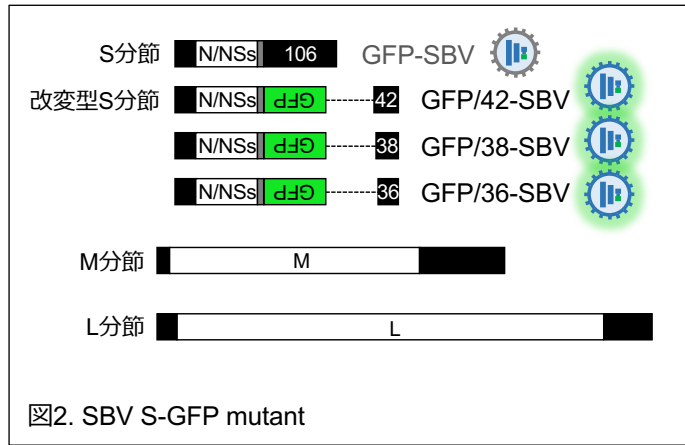 S分節 N/NSs 106 GFP-SBV
改変型S分節 N/NSs GFP 42 GFP/42-SBV
N/NSs GFP 38 GFP/38-SBV
N/NSs GFP 36 GFP/36-SBV
M分節 M
L分節 L
図2. SBV S-GFP mutant